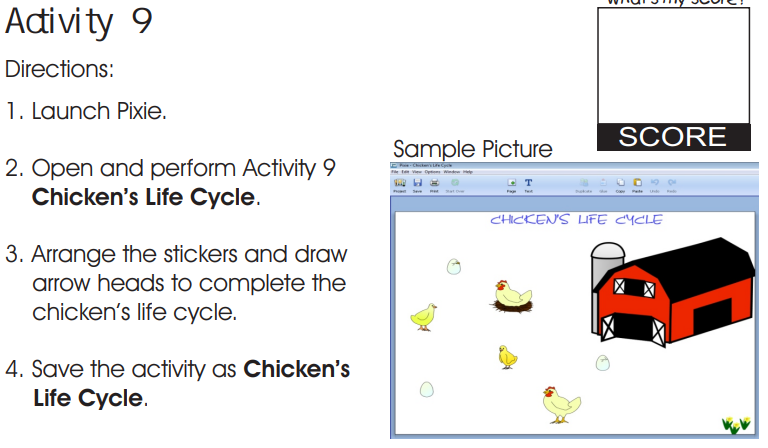 Activity 9
what's my score?
Directions:
1. Launch Pixie.
SCORE
Sample Picture
2. Open and perform Activity 9
Chicken's Life Cycle.
3. Arrange the stickers and draw
arrow heads to complete the
chicken's life cycle.
4. Save the activity as Chicken's
Life Cycle.
Pixie - Chicken's Life Cycle
File Edit View Options Window Help
Project Save Print Start Over Page Text Duplicate Copy Paste Undo Redo
CHICKEN'S LIFE CYCLE